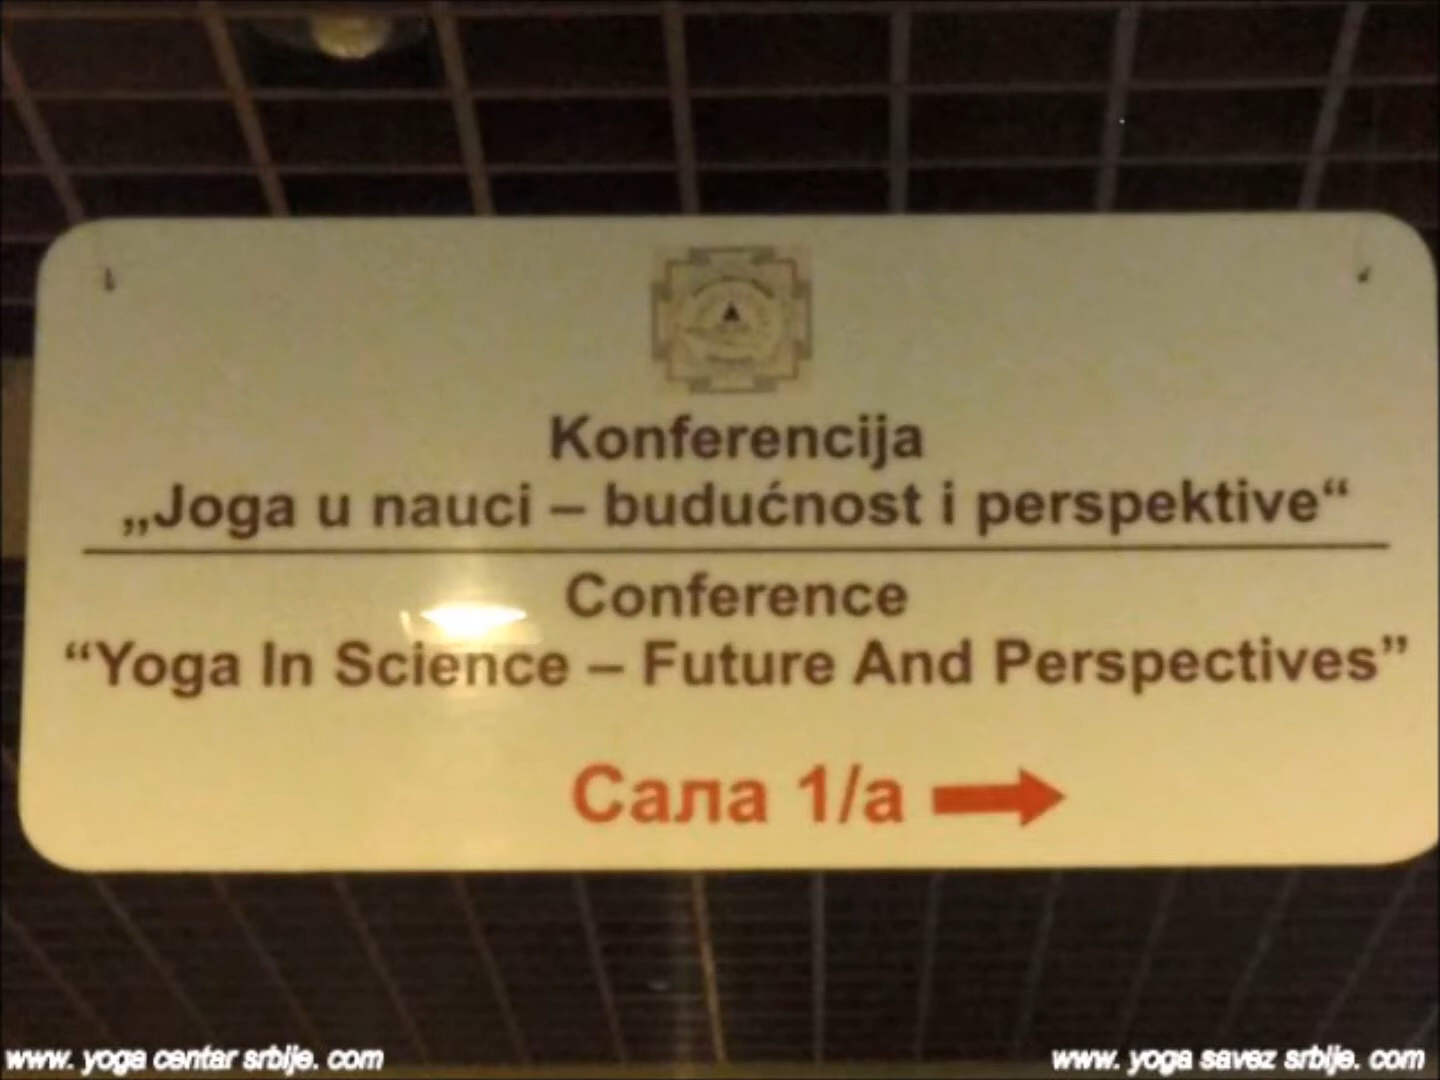 Konferencija
„Joga u nauci – budućnost i perspektive“
Conference
“Yoga In Science – Future And Perspectives”
Сала 1/а
www. yoga centar srbije. com
www. yoga savez srbije. com